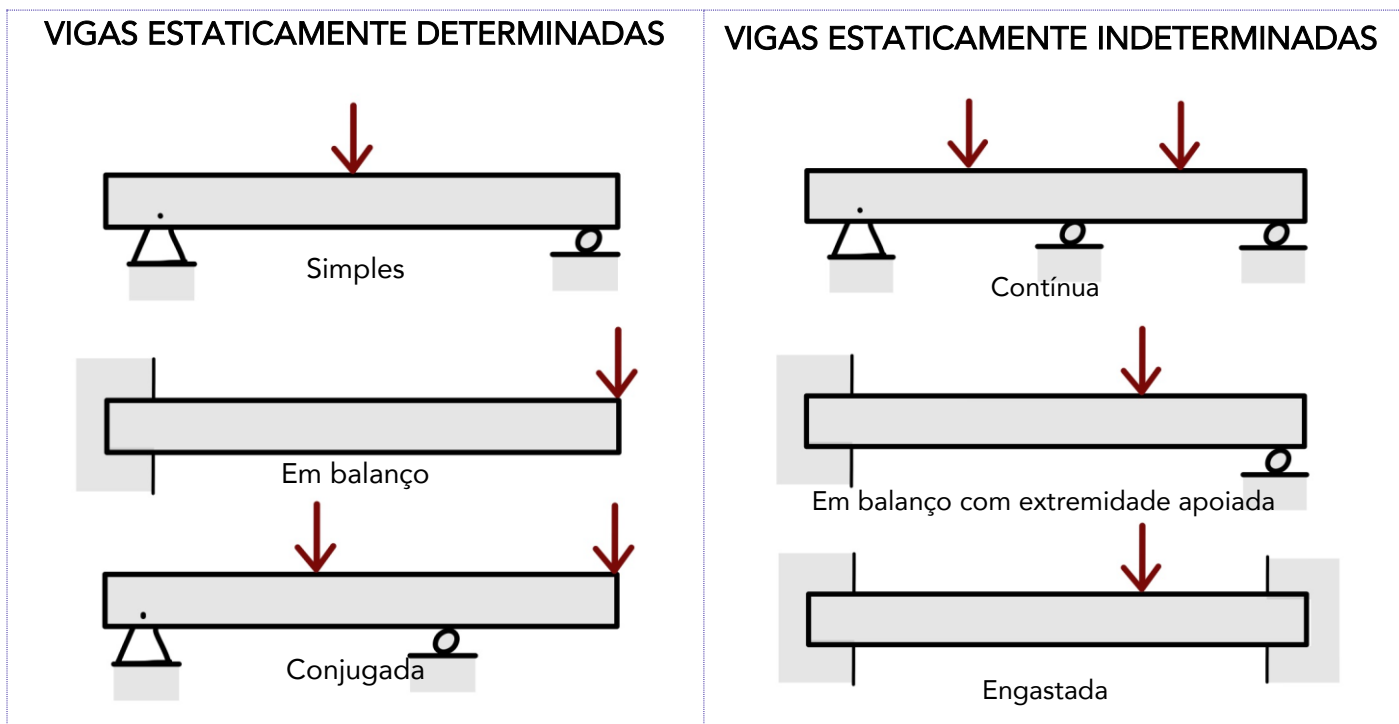 VIGAS ESTATICAMENTE DETERMINADAS
Simples
Em balanço
Conjugada
VIGAS ESTATICAMENTE INDETERMINADAS
Contínua
Em balanço com extremidade apoiada
Engastada